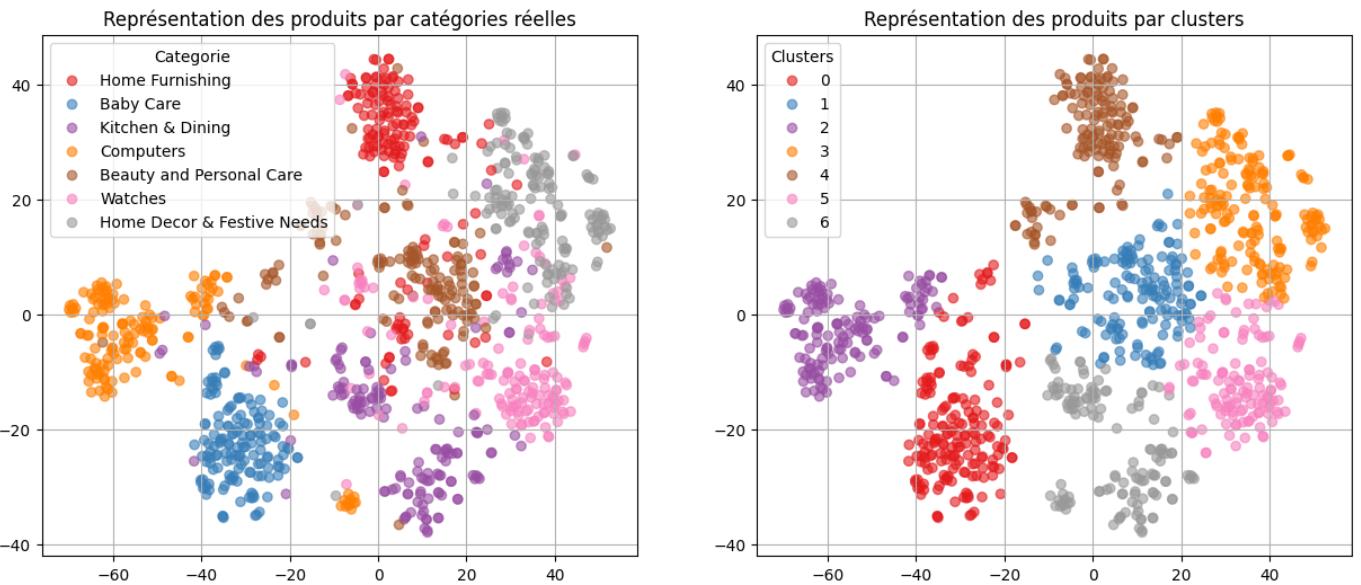 Représentation des produits par catégories réelles
Categorie
Home Furnishing
Baby Care
Kitchen & Dining
Computers
Beauty and Personal Care
Watches
Home Decor & Festive Needs
40
20
0
−20
−40
−60
−40
−20
0
20
40
Représentation des produits par clusters
Clusters
0
1
2
3
4
5
6
40
20
0
−20
−40
−60
−40
−20
0
20
40